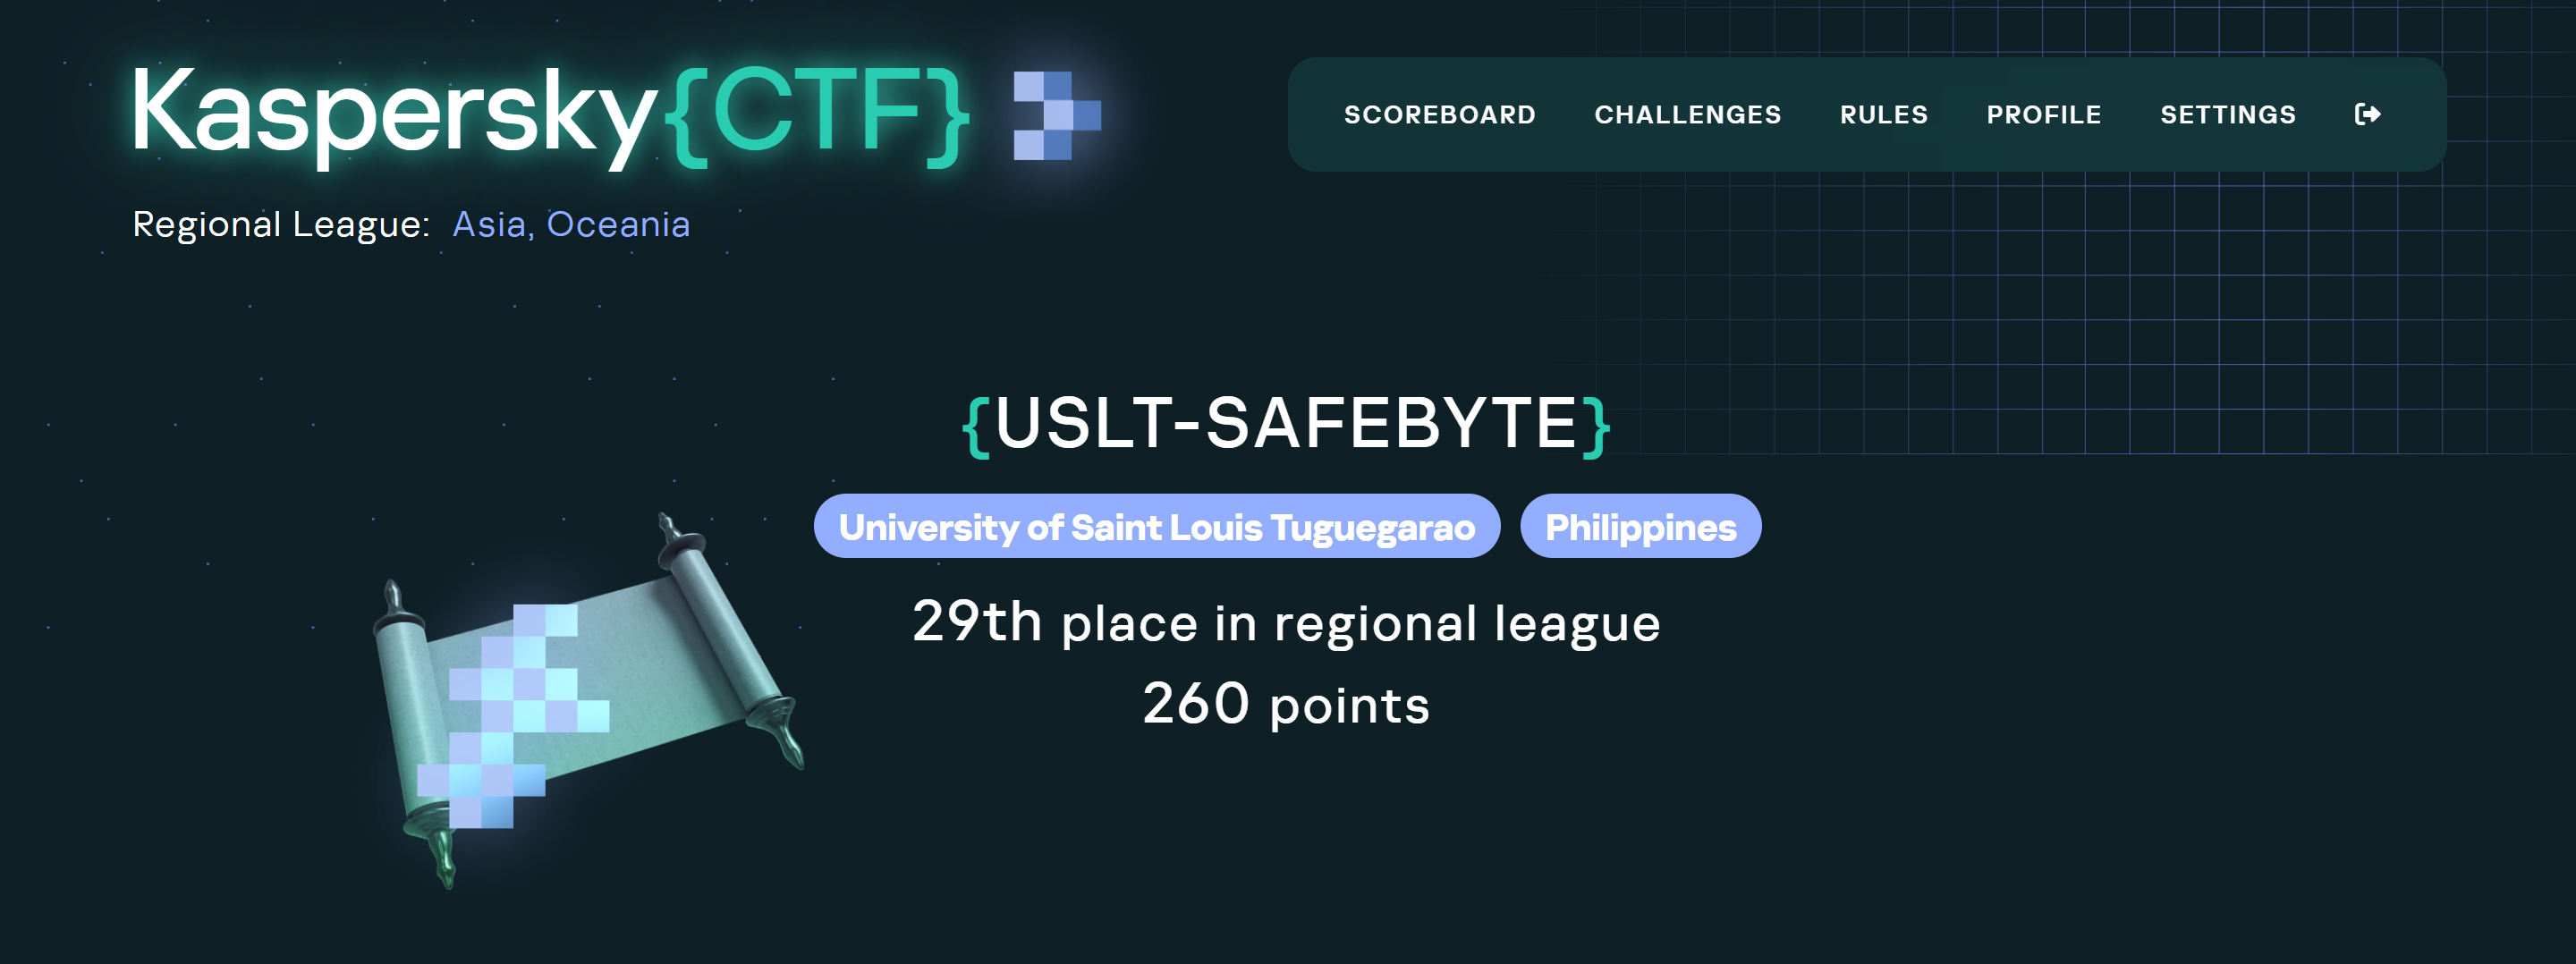 Kaspersky{CTF}
SCOREBOARD CHALLENGES RULES PROFILE SETTINGS
Regional League: Asia, Oceania
{USLT-SAFEBYTE}
University of Saint Louis Tuguegarao Philippines
29th place in regional league
260 points